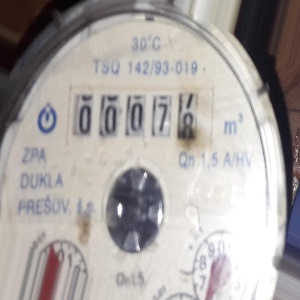 30°C
TSQ 142/93-019
0007
m³
ZPA
Qn 1,5 A/HV
DUKLA
PREŠOV, š.p.
Qn1,5